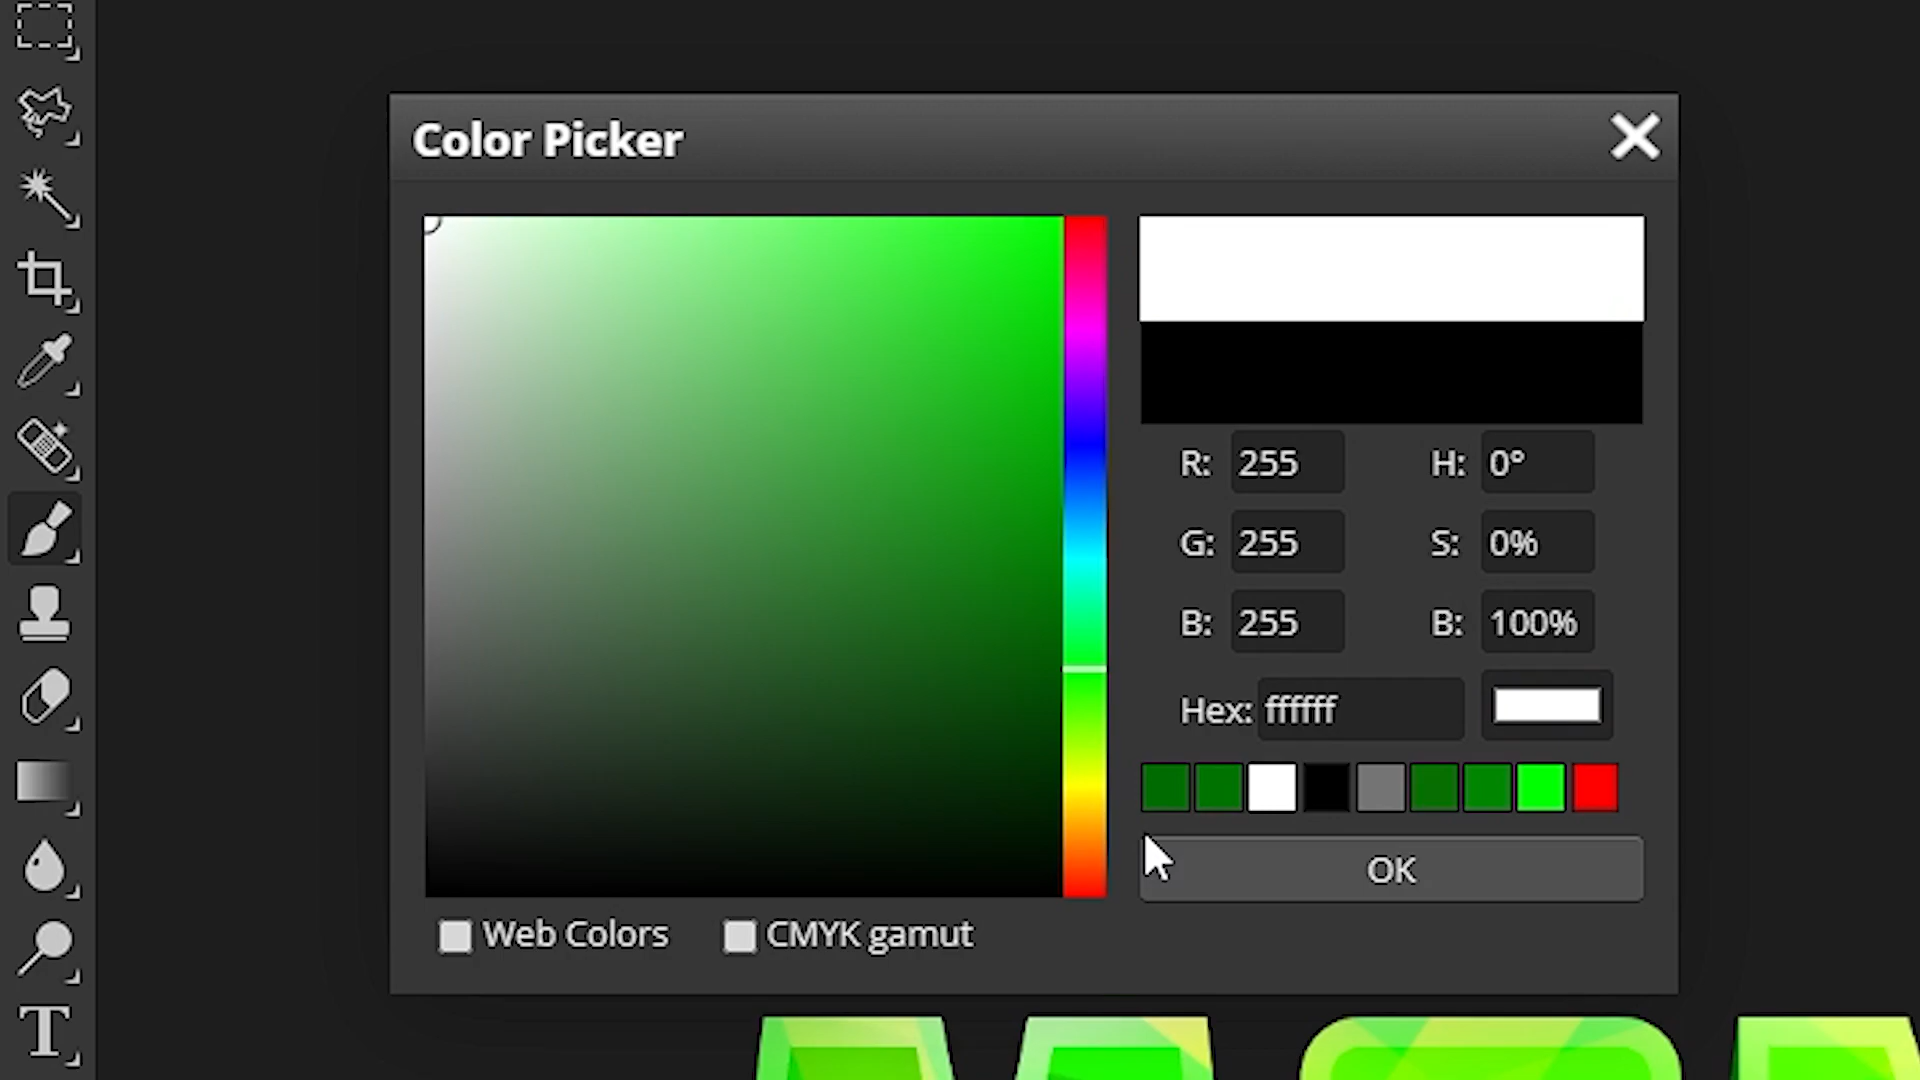 Color Picker
R: 255 H: 0°
G: 255 S: 0%
B: 255 B: 100%
Hex: ffffff
OK
Web Colors CMYK gamut
T